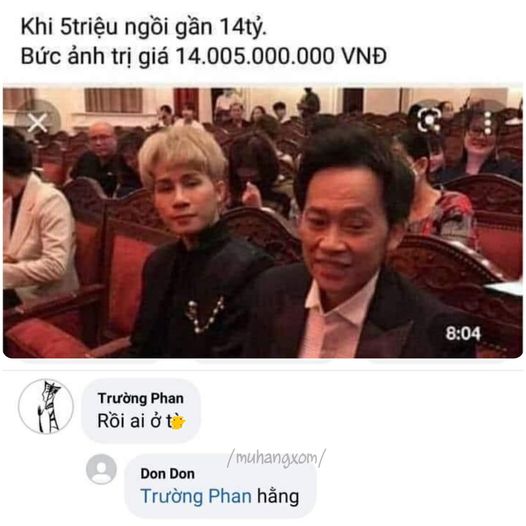 Khi 5triệu ngồi gần 14tỷ.
Bức ảnh trị giá 14.005.000.000 VNĐ
8:04
Trường Phan
Rồi ai ở t
/muhangxom/
Don Don
Trường Phan hằng